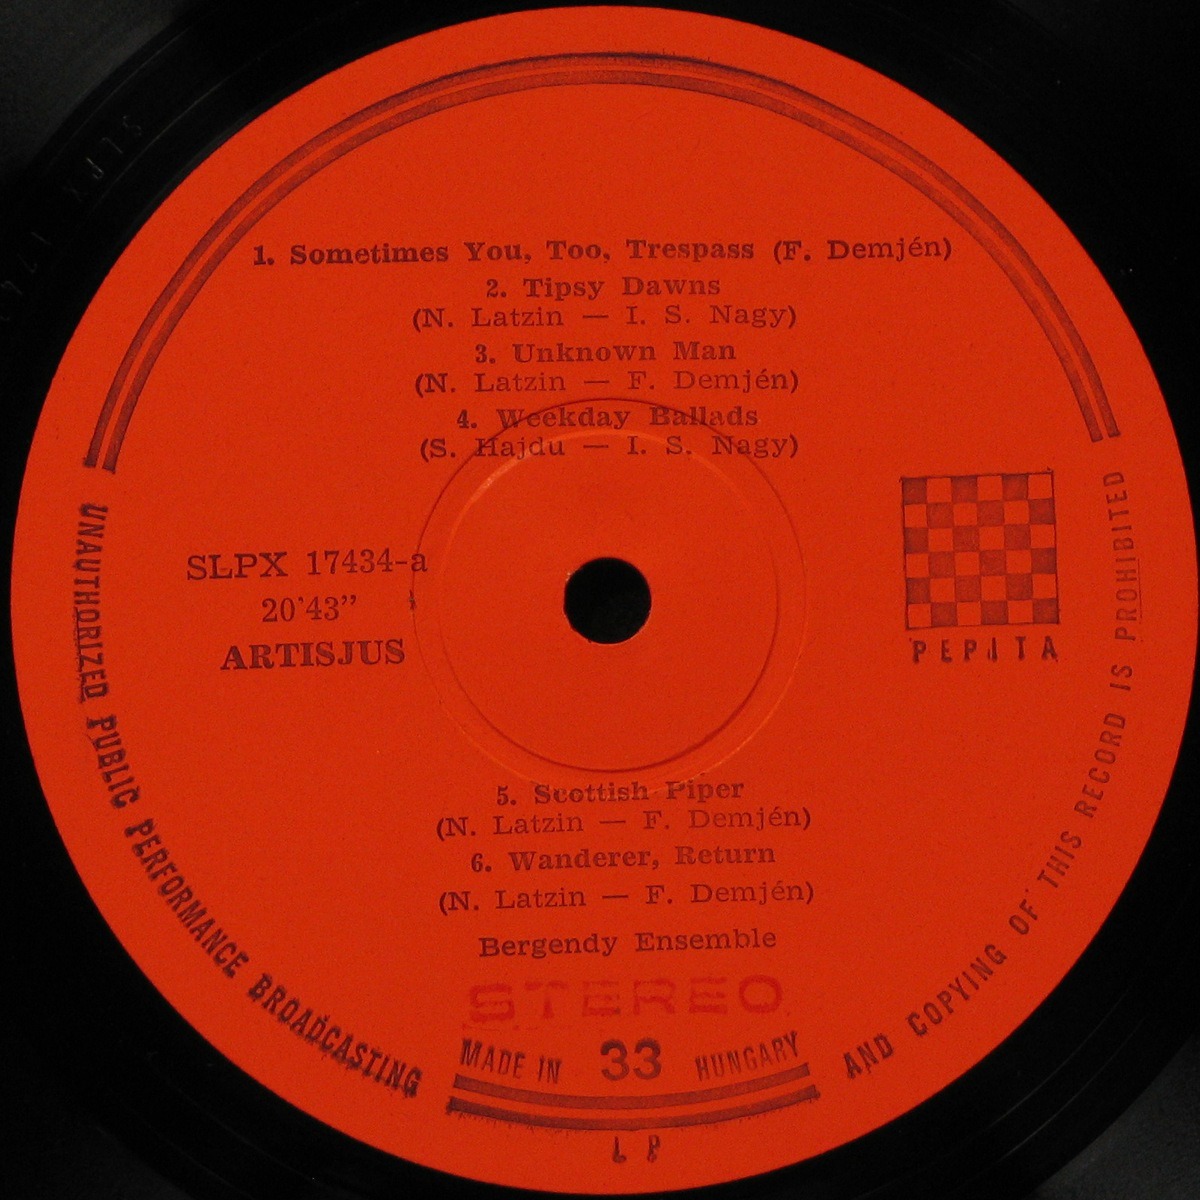 1. Sometimes You, Too, Trespass (F. Demjén)
2. Tipsy Dawns
(N. Latzin — I. S. Nagy)
3. Unknown Man
(N. Latzin — F. Demjén)
4. Weekday Ballads
(S. Hajdu — I. S. Nagy)
SLPX 17434-a
20'43”
ARTISJUS
PEPITA
5. Scottish Piper
(N. Latzin — F. Demjén)
6. Wanderer, Return
(N. Latzin — F. Demjén)
Bergendy Ensemble
STEREO
MADE IN 33 HUNGARY
LP
UNAUTHORIZED PUBLIC PERFORMANCE BROADCASTING AND COPYING OF THIS RECORD IS PROHIBITED
SLPX 174